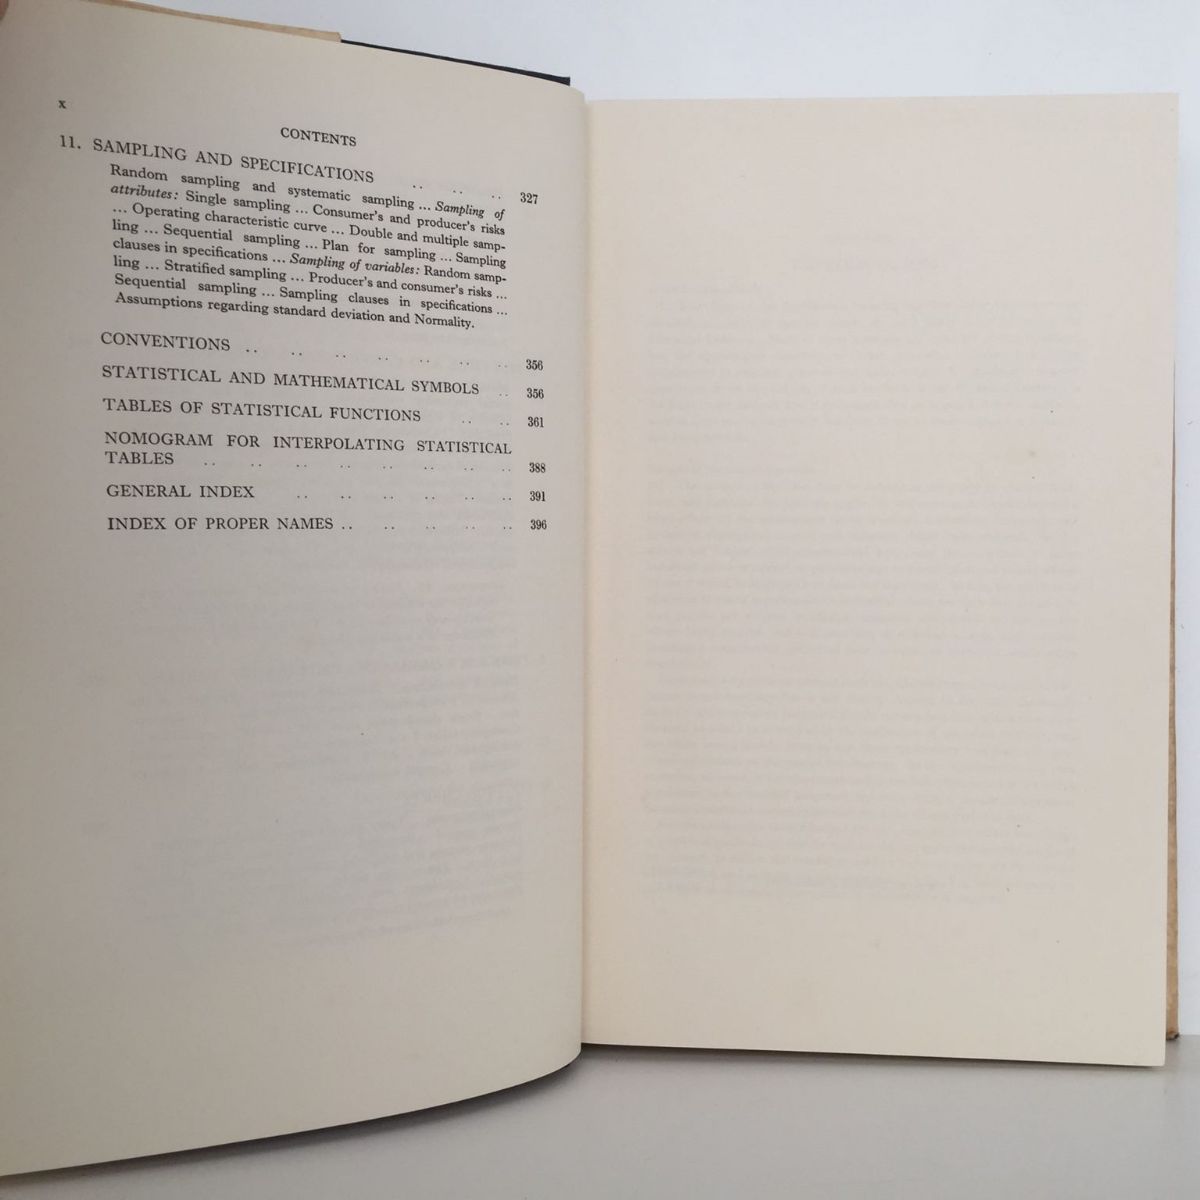 x
CONTENTS
11. SAMPLING AND SPECIFICATIONS .. .. .. 327
Random sampling and systematic sampling ... Sampling of
attributes: Single sampling ... Consumer's and producer's risks
... Operating characteristic curve ... Double and multiple samp-
ling ... Sequential sampling ... Plan for sampling ... Sampling
clauses in specifications ... Sampling of variables: Random samp-
ling ... Stratified sampling ... Producer's and consumer's risks ...
Sequential sampling ... Sampling clauses in specifications ...
Assumptions regarding standard deviation and Normality.
CONVENTIONS .. .. .. .. .. .. .. 356
STATISTICAL AND MATHEMATICAL SYMBOLS .. 356
TABLES OF STATISTICAL FUNCTIONS .. .. 361
NOMOGRAM FOR INTERPOLATING STATISTICAL
TABLES .. .. .. .. .. .. .. .. 388
GENERAL INDEX .. .. .. .. .. .. 391
INDEX OF PROPER NAMES .. .. .. .. .. 396